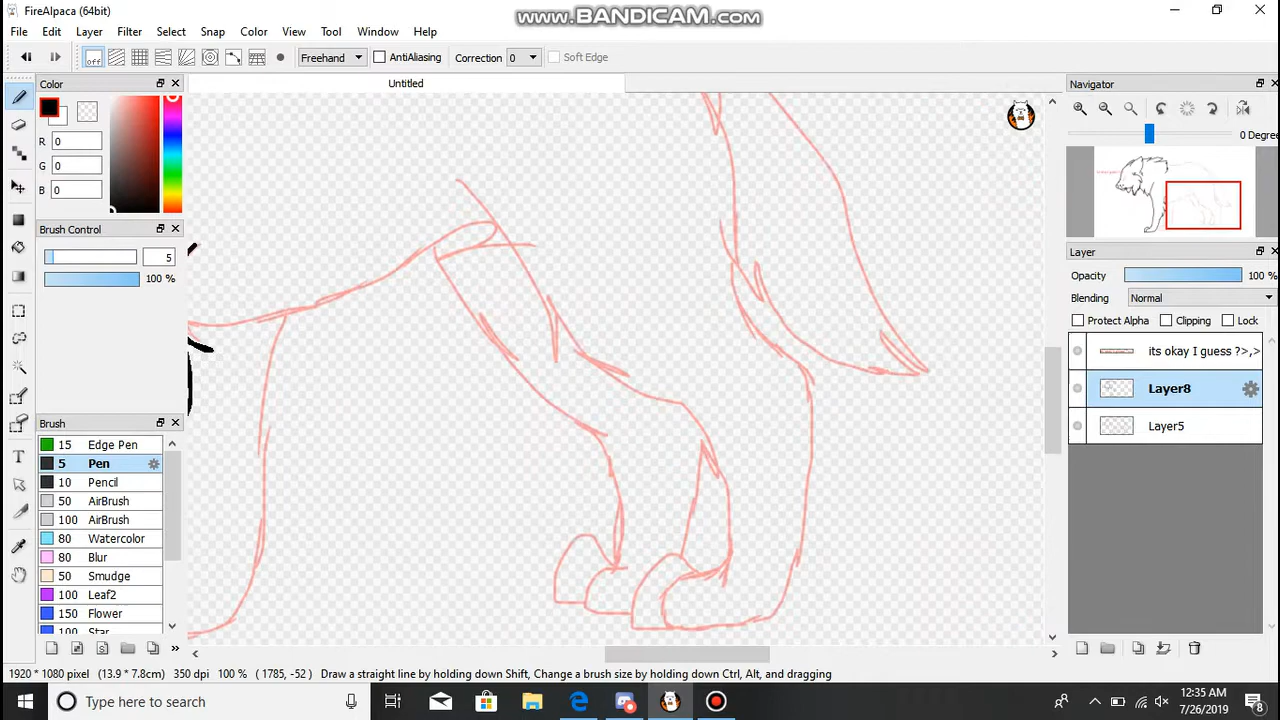 FireAlpaca (64bit)
www.BANDICAM.com
File Edit Layer Filter Select Snap Color View Tool Window Help
off Freehand AntiAliasing Correction 0 Soft Edge
Color
Untitled
Navigator
R 0
G 0
B 0
0 Degree
Brush Control
5
100 %
Layer
Opacity 100 %
Blending Normal
Protect Alpha Clipping Lock
its okay I guess ?>,>
Layer8
Layer5
Brush
15 Edge Pen
5 Pen
10 Pencil
50 AirBrush
100 AirBrush
80 Watercolor
80 Blur
50 Smudge
100 Leaf2
150 Flower
100 Star
1920 * 1080 pixel (13.9 * 7.8cm) 350 dpi 100 % ( 1785, -52 ) Draw a straight line by holding down Shift, Change a brush size by holding down Ctrl, Alt, and dragging
Type here to search
12:35 AM
7/26/2019
8